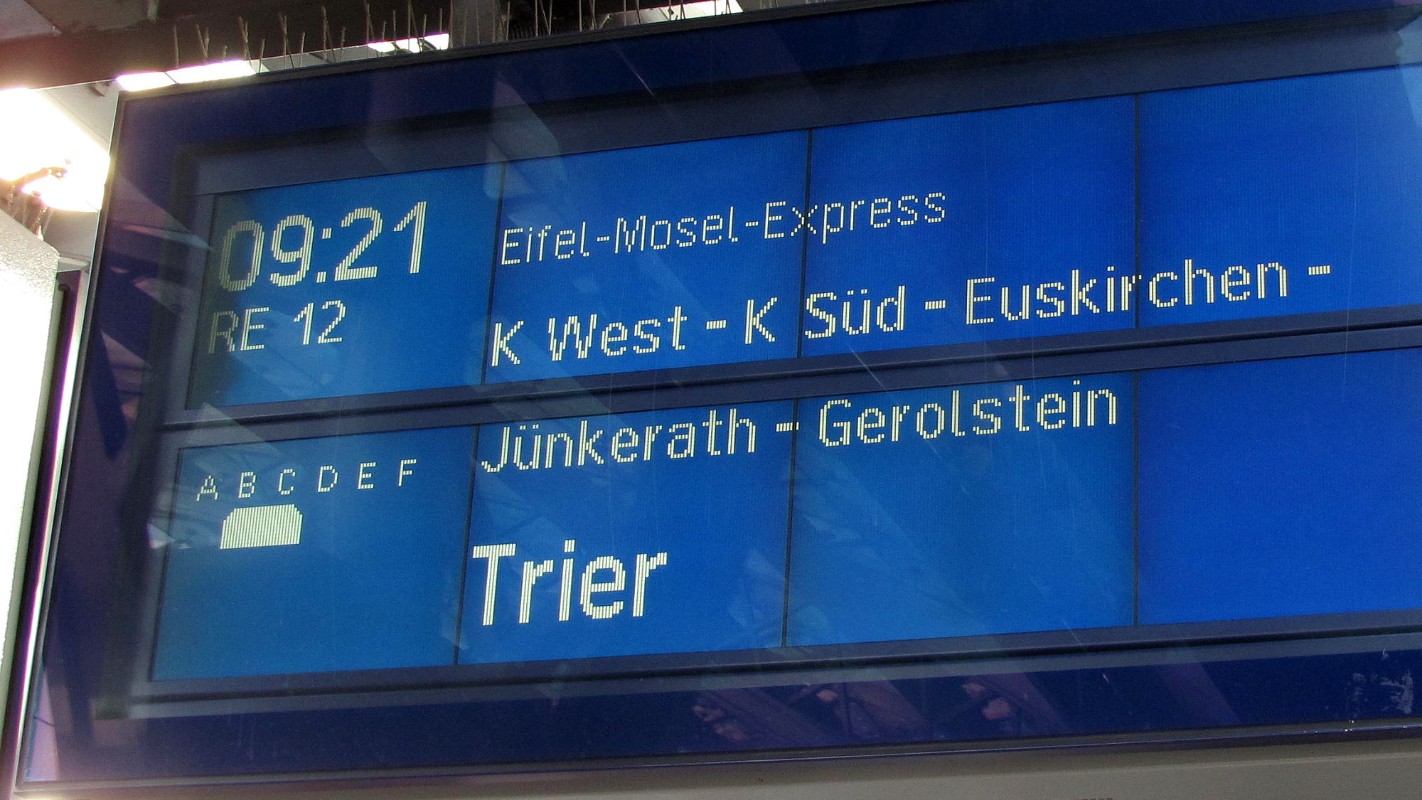 09:21
Eifel-Mosel-Express
RE 12
K West - K Süd - Euskirchen -
Jünkerath - Gerolstein
A B C D E F
Trier